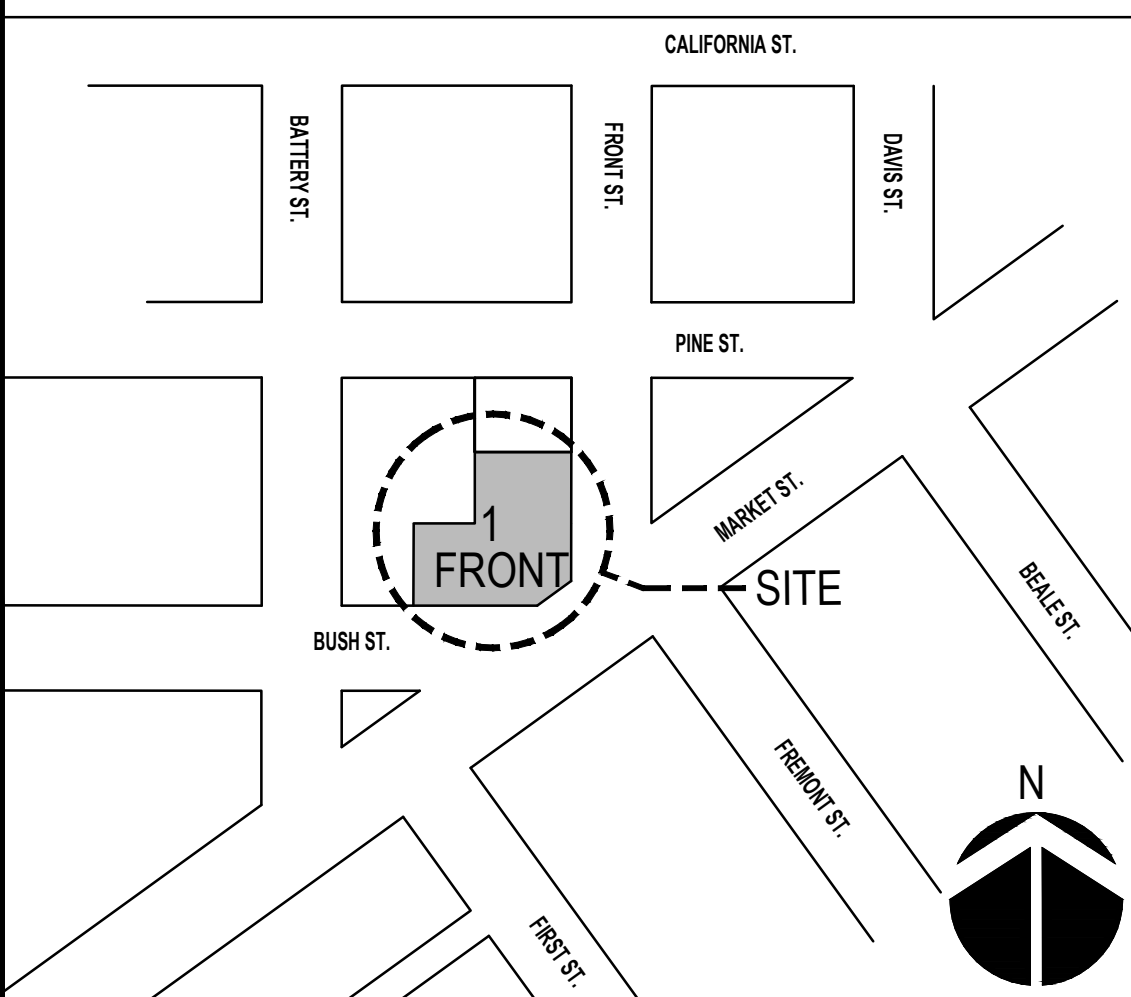 CALIFORNIA ST.
BATTERY ST.
FRONT ST.
DAVIS ST.
PINE ST.
MARKET ST.
1
FRONT
SITE
BEALE ST.
BUSH ST.
FREMONT ST.
N
FIRST ST.